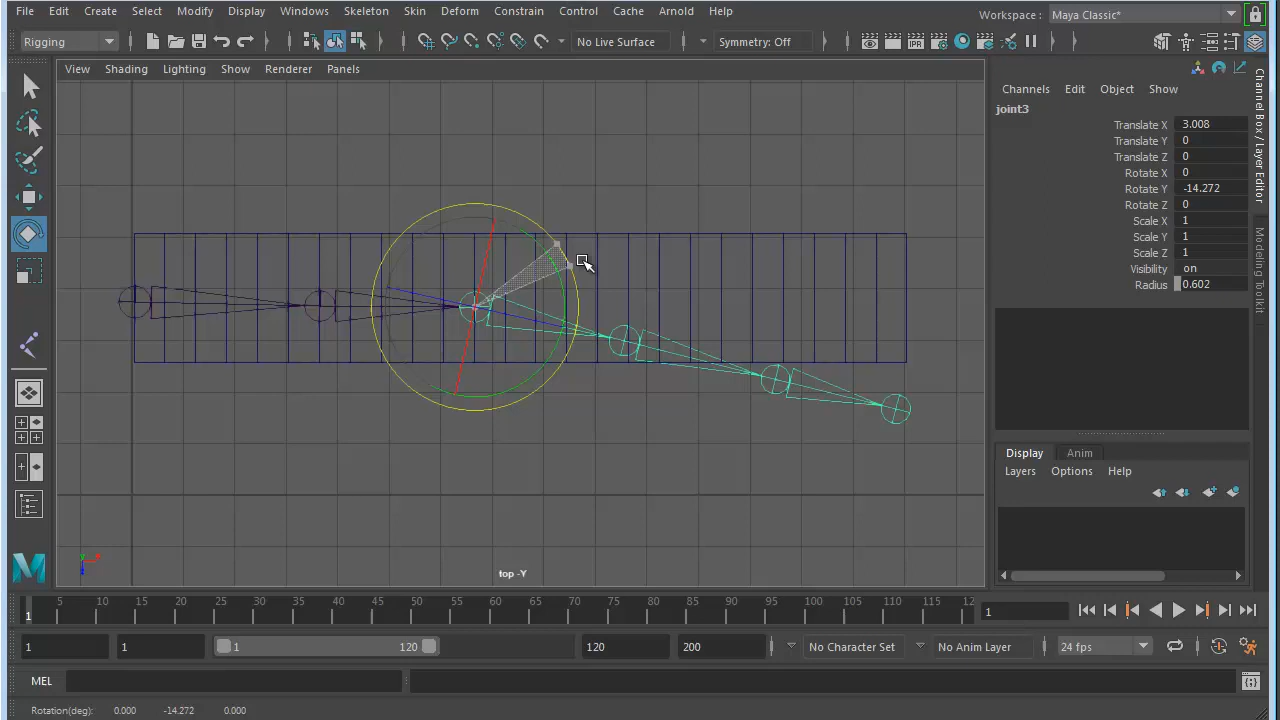 File Edit Create Select Modify Display Windows Skeleton Skin Deform Constrain Control Cache Arnold Help
Workspace : Maya Classic*
Rigging
No Live Surface
Symmetry: Off
IPR
View Shading Lighting Show Renderer Panels
Channels Edit Object Show
joint3
Translate X 3.008
Translate Y 0
Translate Z 0
Rotate X 0
Rotate Y -14.272
Rotate Z 0
Scale X 1
Scale Y 1
Scale Z 1
Visibility on
Radius 0.602
Channel Box / Layer Editor
Modeling Toolkit
Display Anim
Layers Options Help
top -Y
1 5 10 15 20 25 30 35 40 45 50 55 60 65 70 75 80 85 90 95 100 105 110 115 12
1
1 1 1 120 120 200 No Character Set No Anim Layer 24 fps
MEL
Rotation(deg): 0.000 -14.272 0.000